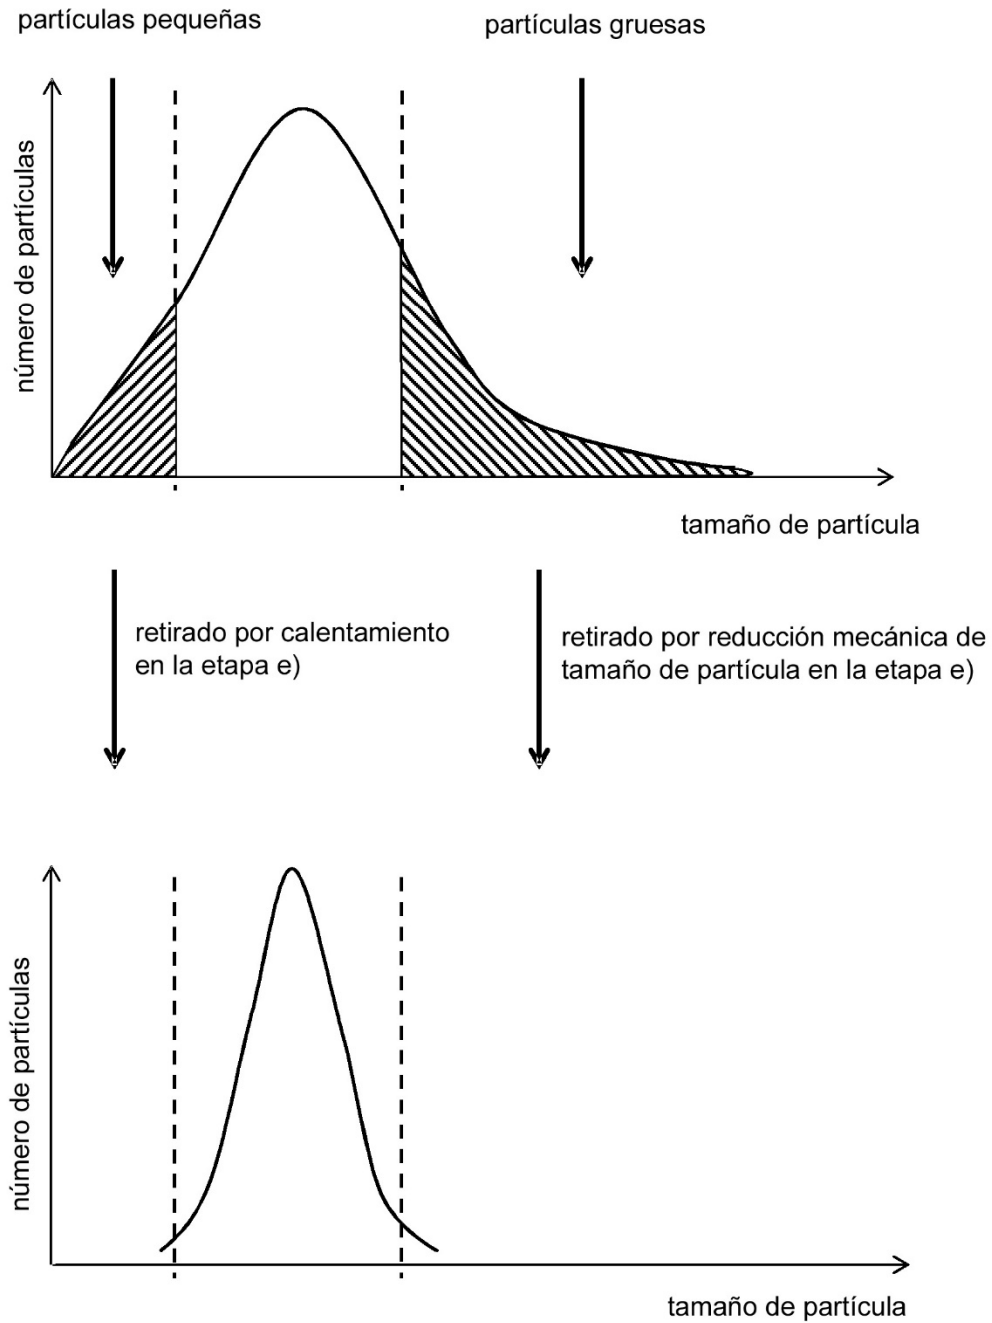 partículas pequeñas
partículas gruesas
número de partículas
tamaño de partícula
retirado por calentamiento
en la etapa e)
retirado por reducción mecánica de
tamaño de partícula en la etapa e)
número de partículas
tamaño de partícula